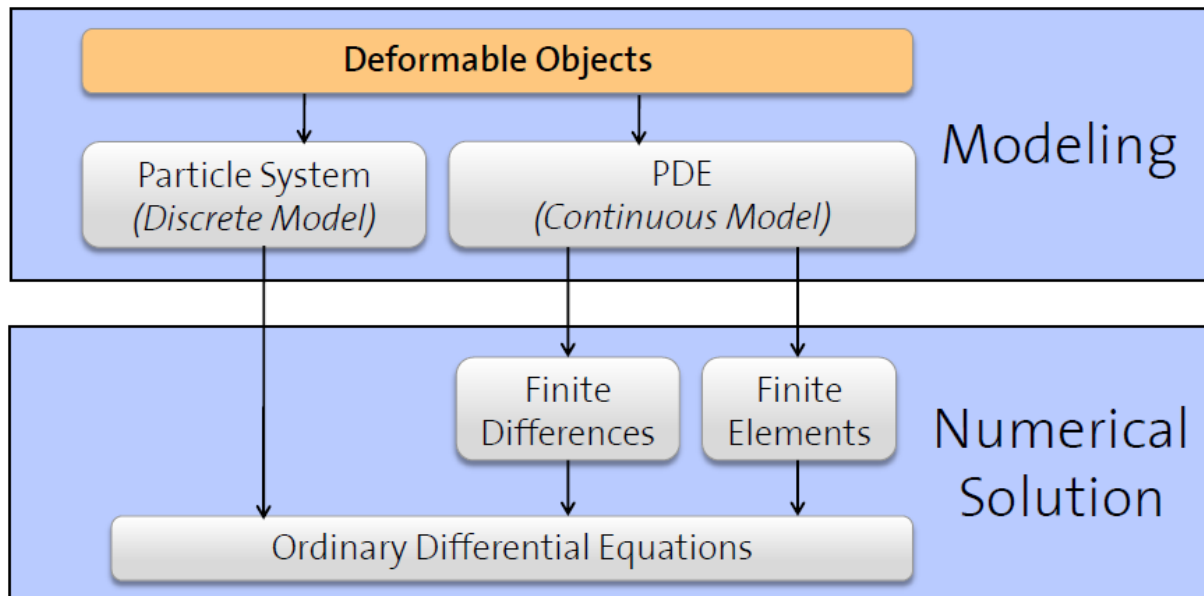 Deformable Objects
Modeling
Particle System
(Discrete Model)
PDE
(Continuous Model)
Finite
Differences
Finite
Elements
Numerical
Solution
Ordinary Differential Equations